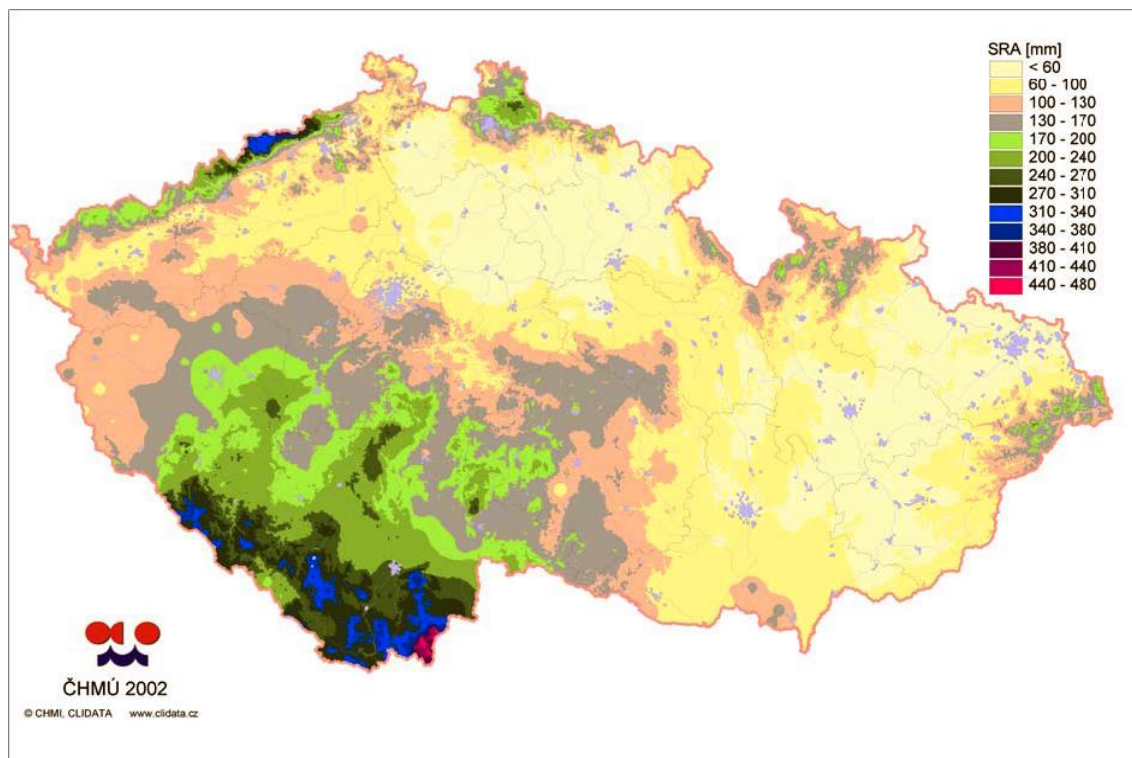 SRA [mm]
< 60
60 - 100
100 - 130
130 - 170
170 - 200
200 - 240
240 - 270
270 - 310
310 - 340
340 - 380
380 - 410
410 - 440
440 - 480
ČHMÚ 2002
© CHMI, CLIDATA www.clidata.cz